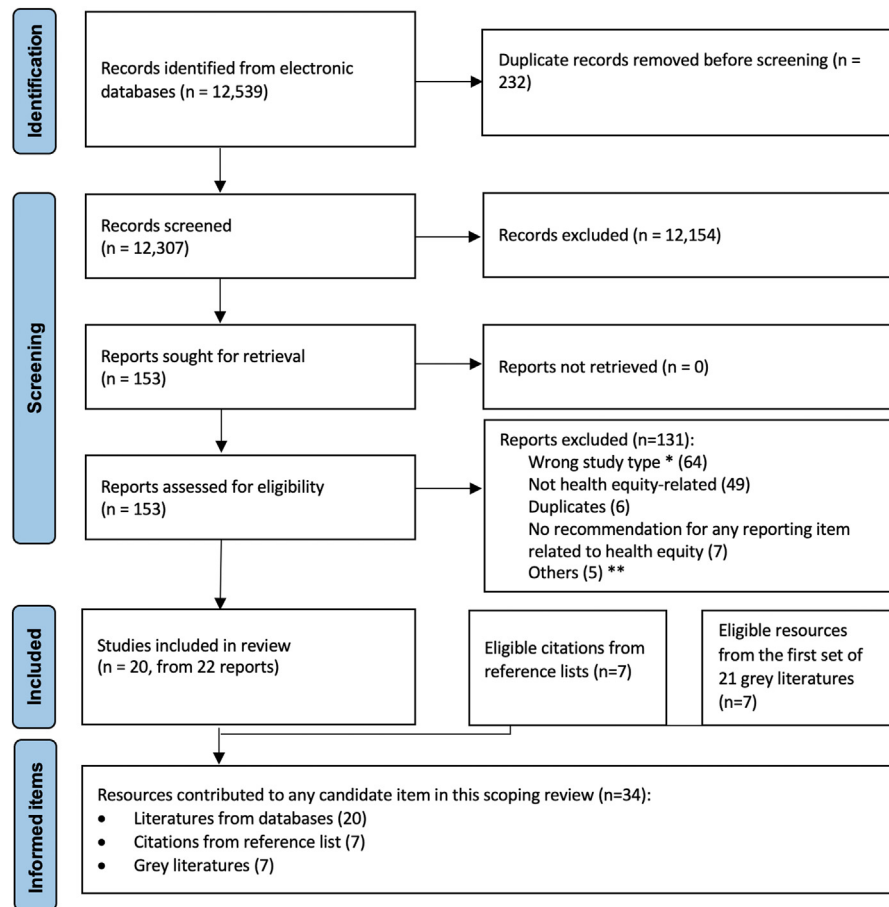 Identification
Records identified from electronic
databases (n = 12,539)
Duplicate records removed before screening (n =
232)
Screening
Records screened
(n = 12,307)
Records excluded (n = 12,154)
Reports sought for retrieval
(n = 153)
Reports not retrieved (n = 0)
Reports assessed for eligibility
(n = 153)
Reports excluded (n=131):
Wrong study type * (64)
Not health equity-related (49)
Duplicates (6)
No recommendation for any reporting item
related to health equity (7)
Others (5) **
Included
Studies included in review
(n = 20, from 22 reports)
Eligible citations from
reference lists (n=7)
Eligible resources
from the first set of
21 grey literatures
(n=7)
Informed items
Resources contributed to any candidate item in this scoping review (n=34):
• Literatures from databases (20)
• Citations from reference list (7)
• Grey literatures (7)